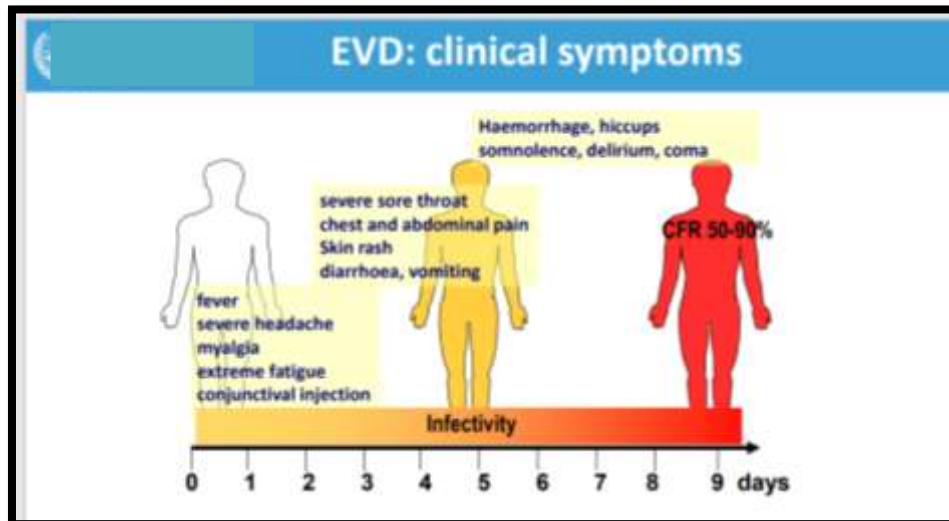 EVD: clinical symptoms
Haemorrhage, hiccups
somnolence, delirium, coma
severe sore throat
chest and abdominal pain
Skin rash
diarrhoea, vomiting
CFR 50-90%
fever
severe headache
myalgia
extreme fatigue
conjunctival injection
Infectivity
0 1 2 3 4 5 6 7 8 9 days